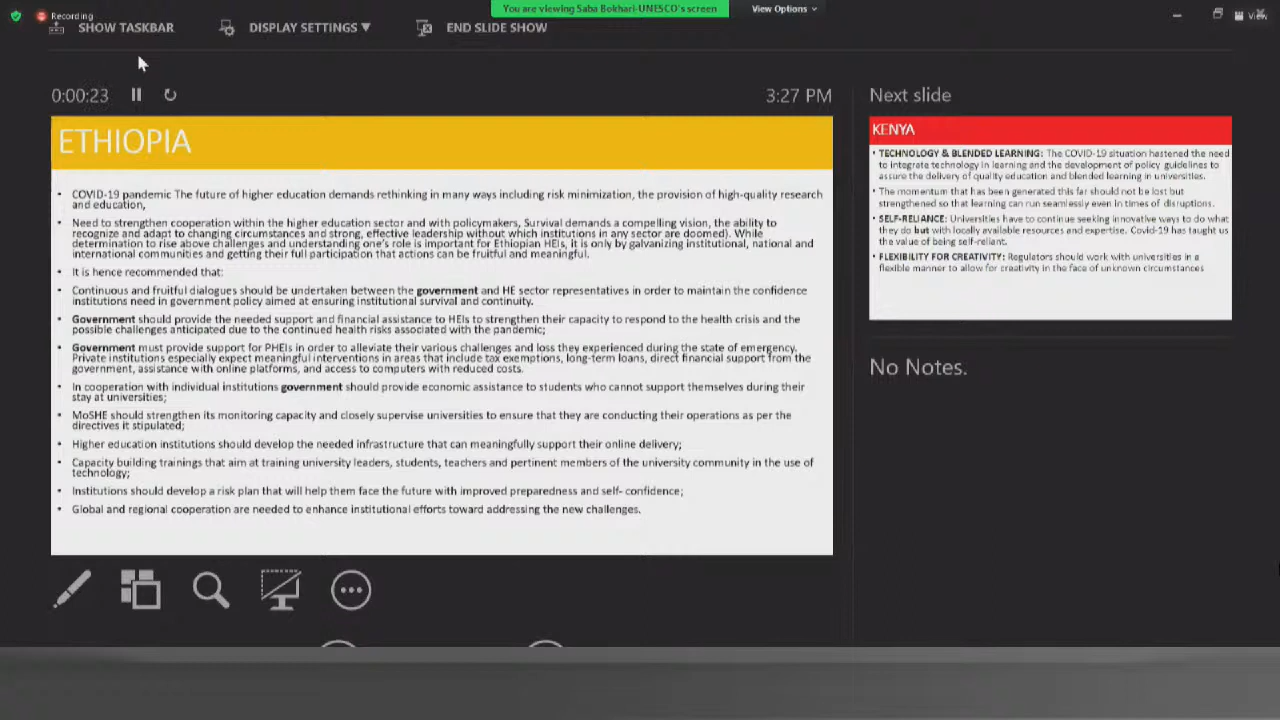 Recording
You are viewing Saba Bokhari-UNESCO's screen
View Options
View
SHOW TASKBAR
DISPLAY SETTINGS ▼
END SLIDE SHOW
0:00:23
3:27 PM
ETHIOPIA
• COVID-19 pandemic The future of higher education demands rethinking in many ways including risk minimization, the provision of high-quality research
and education,
• Need to strengthen cooperation within the higher education sector and with policymakers, Survival demands a compelling vision, the ability to
recognize and adapt to changing circumstances and strong, effective leadership without which institutions in any sector are doomed). While
determination to rise above challenges and understanding one's role is important for Ethiopian HEIs, it is only by galvanizing institutional, national and
international communities and getting their full participation that actions can be fruitful and meaningful.
• It is hence recommended that:
• Continuous and fruitful dialogues should be undertaken between the government and HE sector representatives in order to maintain the confidence
institutions need in government policy aimed at ensuring institutional survival and continuity.
• Government should provide the needed support and financial assistance to HEIs to strengthen their capacity to respond to the health crisis and the
possible challenges anticipated due to the continued health risks associated with the pandemic;
• Government must provide support for PHEIs in order to alleviate their various challenges and loss they experienced during the state of emergency.
Private institutions especially expect meaningful interventions in areas that include tax exemptions, long-term loans, direct financial support from the
government, assistance with online platforms, and access to computers with reduced costs.
• In cooperation with individual institutions government should provide economic assistance to students who cannot support themselves during their
stay at universities;
• MoSHE should strengthen its monitoring capacity and closely supervise universities to ensure that they are conducting their operations as per the
directives it stipulated;
• Higher education institutions should develop the needed infrastructure that can meaningfully support their online delivery;
• Capacity building trainings that aim at training university leaders, students, teachers and pertinent members of the university community in the use of
technology;
• Institutions should develop a risk plan that will help them face the future with improved preparedness and self- confidence;
• Global and regional cooperation are needed to enhance institutional efforts toward addressing the new challenges.
Next slide
KENYA
• TECHNOLOGY & BLENDED LEARNING: The COVID-19 situation hastened the need
to integrate technology in learning and the development of policy guidelines to
assure the delivery of quality education and blended learning in universities.
• The momentum that has been generated this far should not be lost but
strengthened so that learning can run seamlessly even in times of disruptions.
• SELF-RELIANCE: Universities have to continue seeking innovative ways to do what
they do but with locally available resources and expertise. Covid-19 has taught us
the value of being self-reliant.
• FLEXIBILITY FOR CREATIVITY: Regulators should work with universities in a
flexible manner to allow for creativity in the face of unknown circumstances
No Notes.